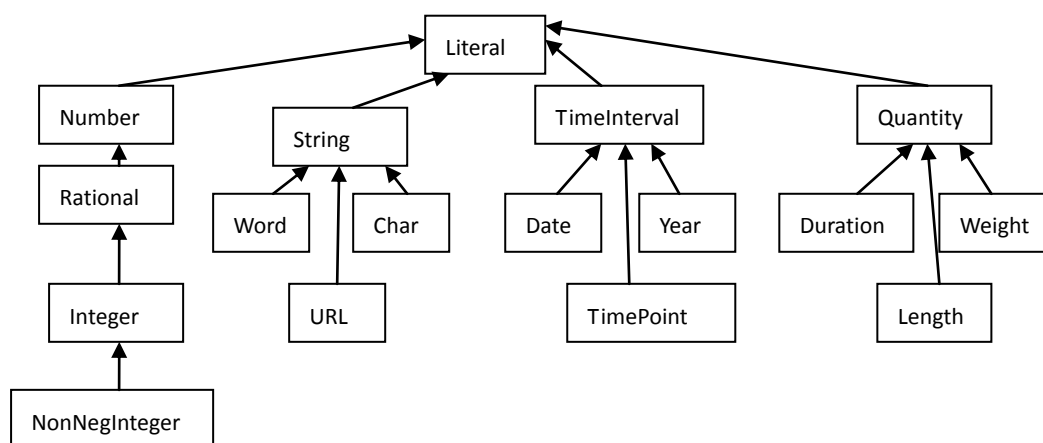 Literal
Number
String
TimeInterval
Quantity
Rational
Word
Char
Date
Year
Duration
Weight
Integer
URL
TimePoint
Length
NonNegInteger